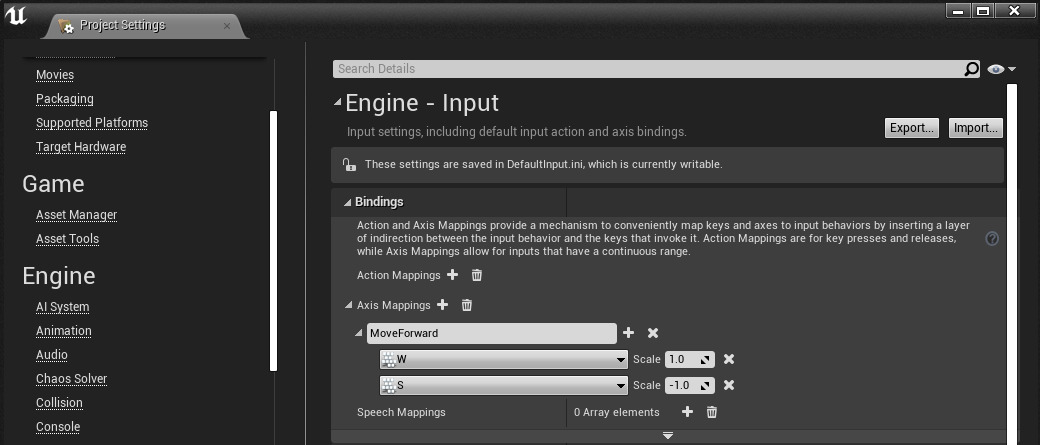 Project Settings
Movies
Packaging
Supported Platforms
Target Hardware
Game
Asset Manager
Asset Tools
Engine
AI System
Animation
Audio
Chaos Solver
Collision
Console
Search Details
Engine - Input
Input settings, including default input action and axis bindings.
Export...
Import...
These settings are saved in DefaultInput.ini, which is currently writable.
Bindings
Action and Axis Mappings provide a mechanism to conveniently map keys and axes to input behaviors by inserting a layer
of indirection between the input behavior and the keys that invoke it. Action Mappings are for key presses and releases,
while Axis Mappings allow for inputs that have a continuous range.
Action Mappings
Axis Mappings
MoveForward
W Scale 1.0
S Scale -1.0
Speech Mappings 0 Array elements